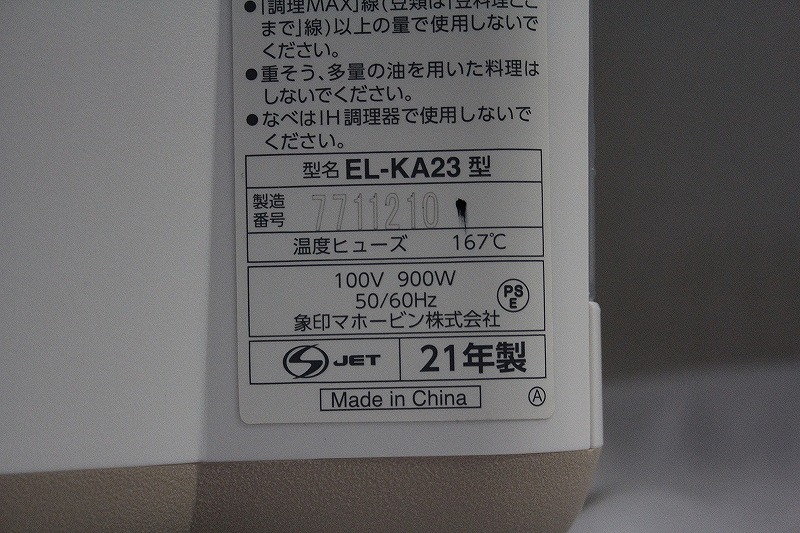 ●「調理MAX」線(豆類は「豆料理ここ
まで」線)以上の量で使用しないで
ください。
●重そう、多量の油を用いた料理は
しないでください。
●なべはIH調理器で使用しないで
ください。
型名 EL-KA23 型
製造番号 7711210
温度ヒューズ 167℃
100V 900W
50/60Hz
PS E
象印マホービン株式会社
S JET 21年製
Made in China A